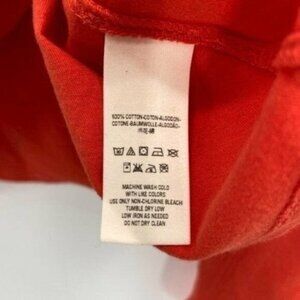 100% COTTON-COTON-ALGODON-
COTONE-BAUMWOLLE-ALGODÃO-
MACHINE WASH COLD
WITH LIKE COLORS
USE ONLY NON-CHLORINE BLEACH
TUMBLE DRY LOW
LOW IRON AS NEEDED
DO NOT DRY CLEAN